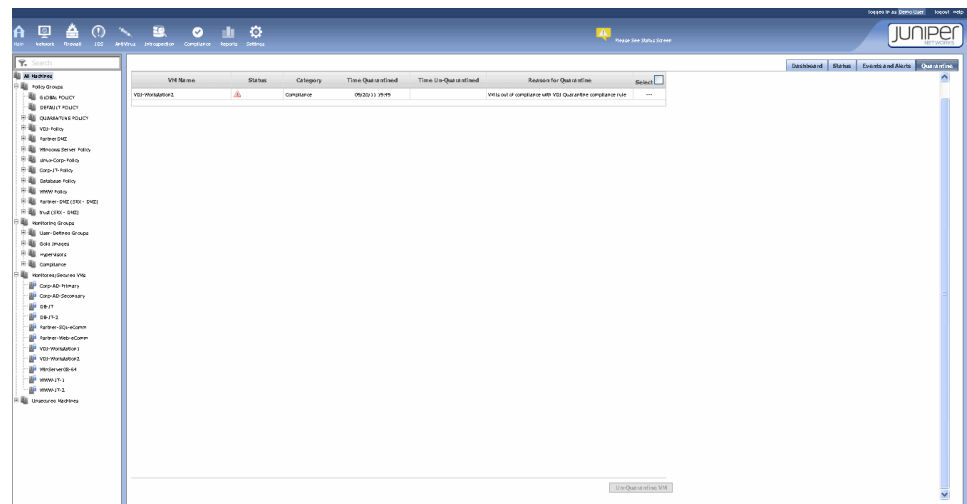 logged in as Demo User logout Help
Main Network Firewall IDS AntiVirus Introspection Compliance Reports Settings
Please See Status Screen
JUNIPER
NETWORKS
Search
Dashboard Status Events and Alerts Quarantine
All Machines
Policy Groups
GLOBAL POLICY
DEFAULT POLICY
QUARANTINE POLICY
VDI-Policy
Partner DMZ
Windows Server Policy
Linux-Corp-Policy
Corp-IT-Policy
Database Policy
WWW Policy
Partner-DMZ (SRX - DMZ)
trust (SRX - DMZ)
Monitoring Groups
User-Defined Groups
Gold Images
Hypervisors
Compliance
Monitored/Secured VMs
Corp-AD-Primary
Corp-AD-Secondary
DB-IT
DB-IT-2
Partner-SQL-eComm
Partner-Web-eComm
VDI-Workstation1
VDI-Workstation2
WinServer08-64
WWW-IT-1
WWW-IT-2
Unsecured Machines
VM Name Status Category Time Quarantined Time Un-Quarantined Reason for Quarantine Select
VDI-Workstation2 Compliance 09/20/11 19:49 VM is out of compliance with VDI Quarantine compliance rule ---
Un-Quarantine VM